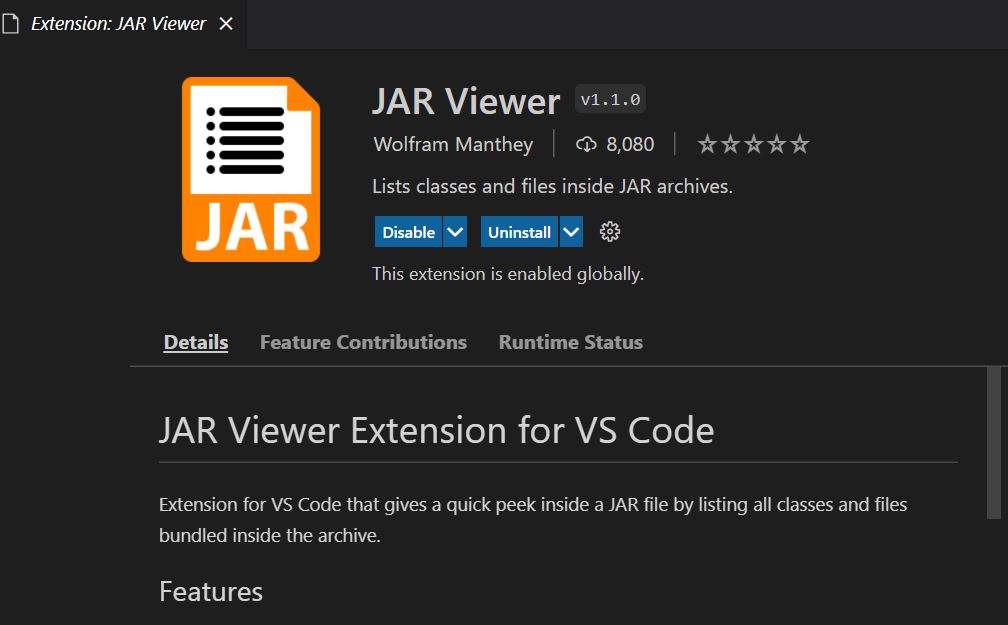 Extension: JAR Viewer
JAR
JAR Viewer v1.1.0
Wolfram Manthey 8,080
Lists classes and files inside JAR archives.
Disable Uninstall
This extension is enabled globally.
Details Feature Contributions Runtime Status
JAR Viewer Extension for VS Code
Extension for VS Code that gives a quick peek inside a JAR file by listing all classes and files
bundled inside the archive.
Features